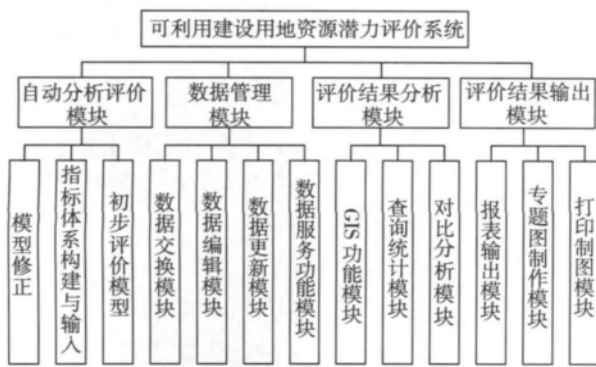 可利用建设用地资源潜力评价系统
自动分析评价
模块
数据管理
模块
评价结果分析
模块
评价结果输出
模块
模型修正
指标体系构建与输入
初步评价模型
数据交换模块
数据编辑模块
数据更新模块
数据服务功能模块
GIS 功能模块
查询统计模块
对比分析模块
报表输出模块
专题图制作模块
打印制图模块